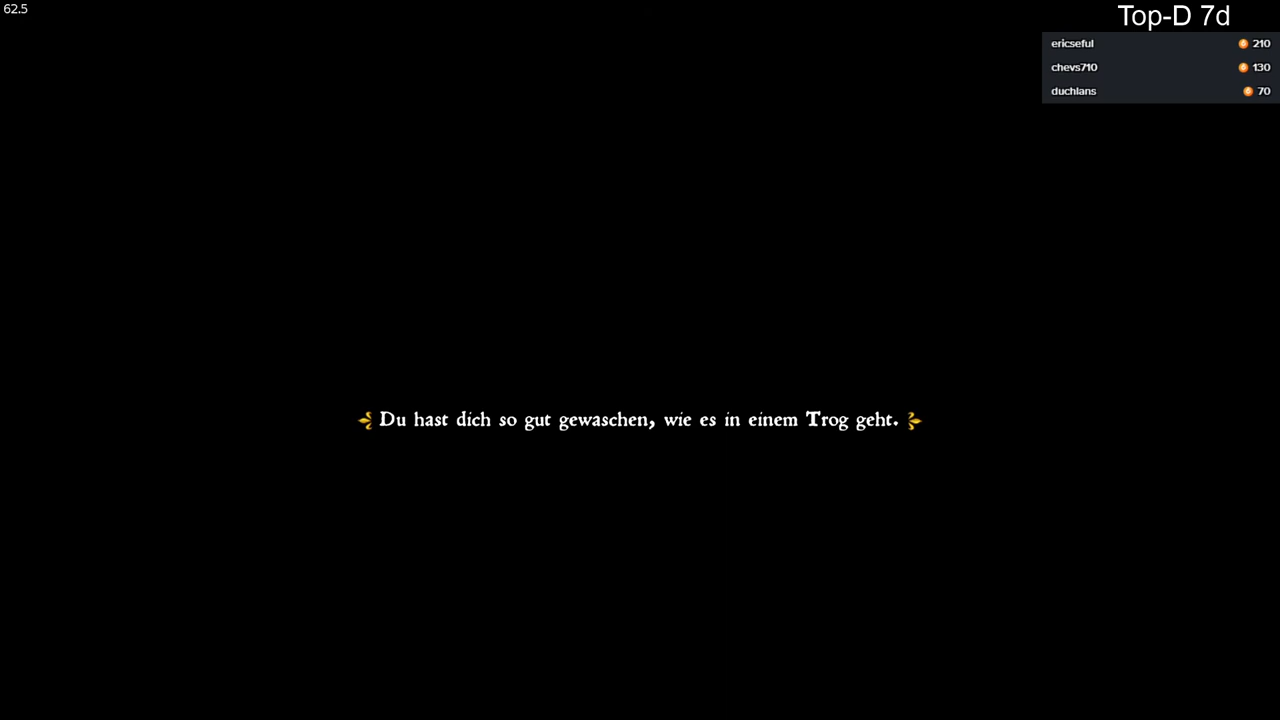 62.5
Top-D 7d
ericseful 210
chevs710 130
duchlans 70
Du hast dich so gut gewaschen, wie es in einem Trog geht.